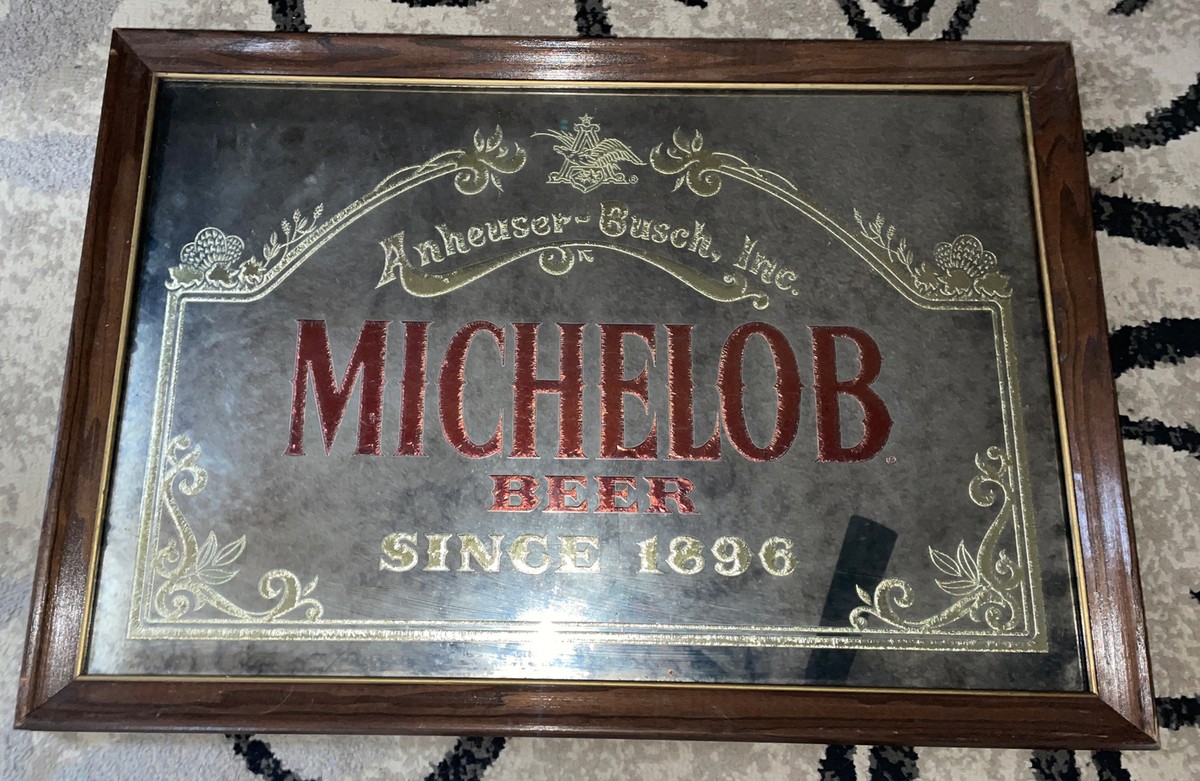 Anheuser-Busch, Inc.
MICHELOB
BEER
SINCE 1896